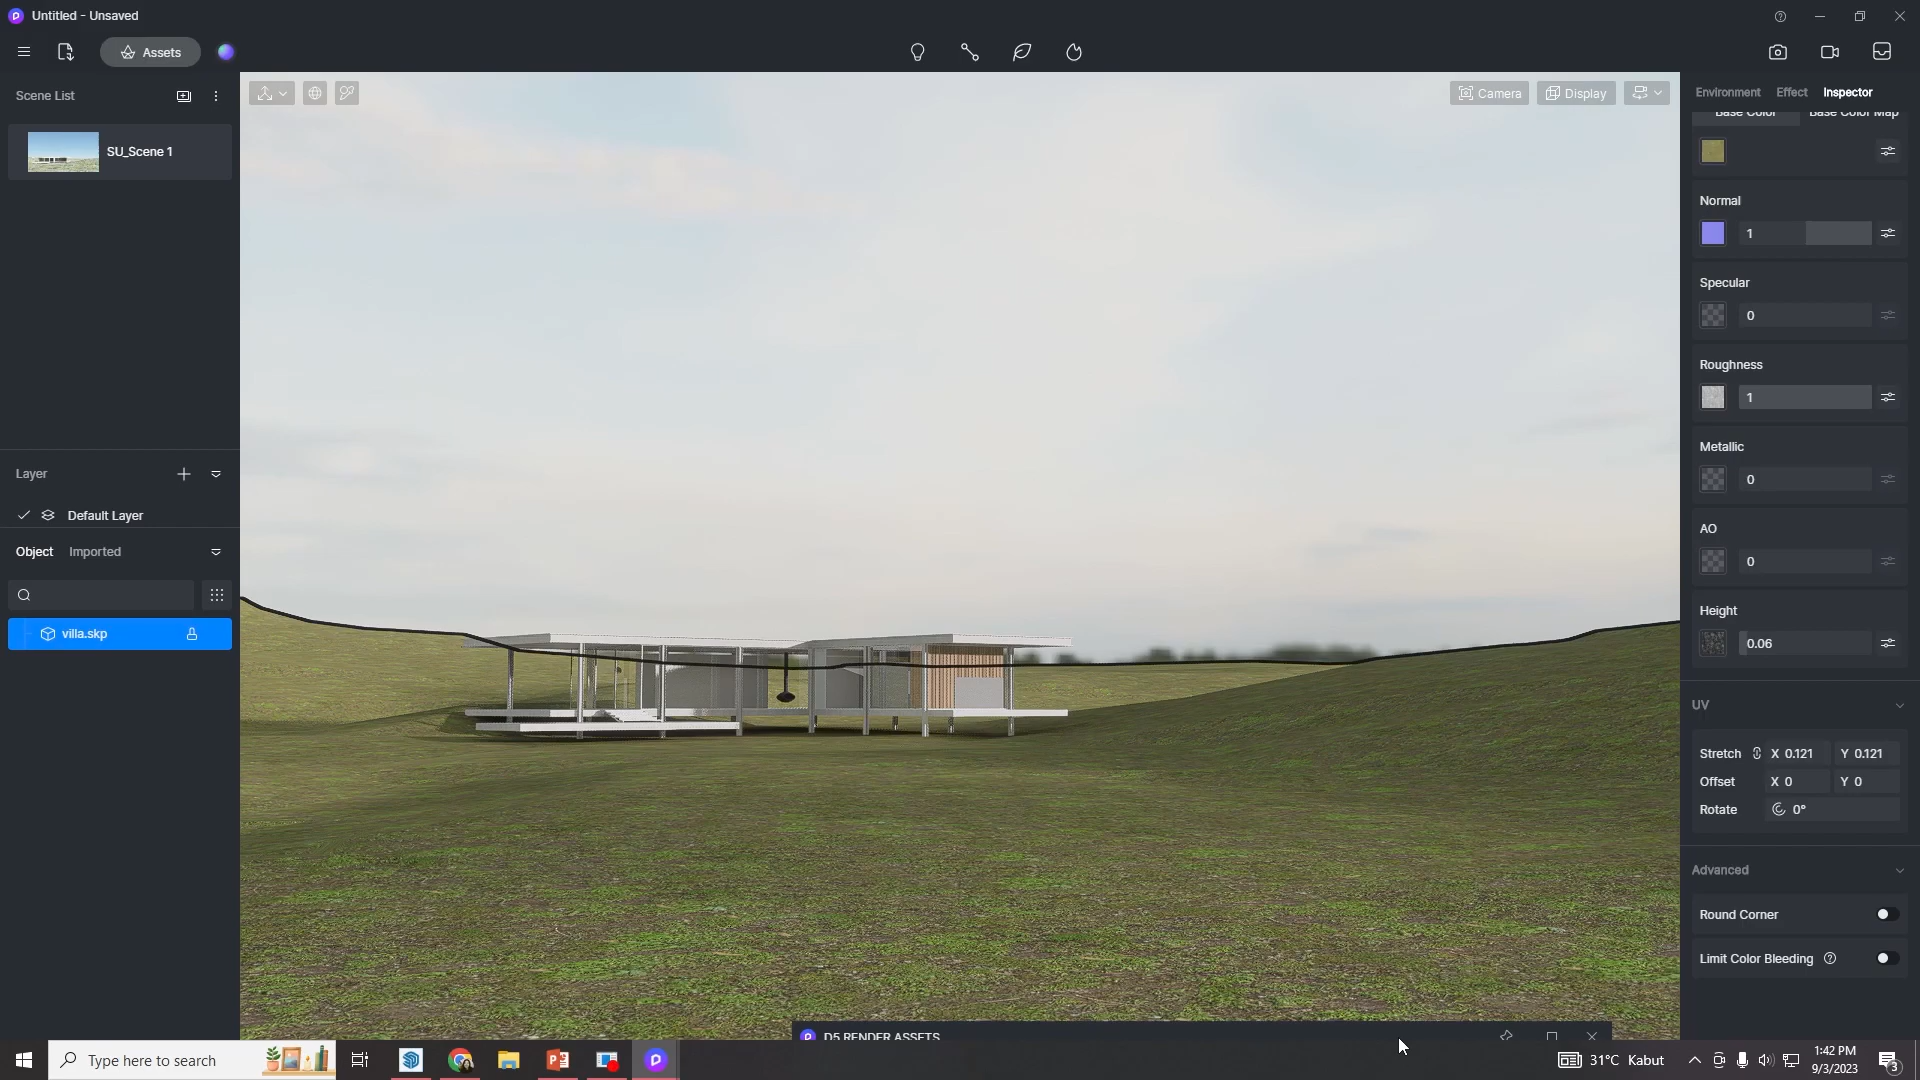 Untitled - Unsaved
Assets
Scene List
SU_Scene 1
Layer
Default Layer
Object Imported
villa.skp
Camera
Display
Environment Effect Inspector
Base Color Base Color Map
Normal
1
Specular
0
Roughness
1
Metallic
0
AO
0
Height
0.06
UV
Stretch X 0.121 Y 0.121
Offset X 0 Y 0
Rotate 0°
Advanced
Round Corner
Limit Color Bleeding
D5 RENDER ASSETS
Type here to search
31°C Kabut
1:42 PM
9/3/2023
3